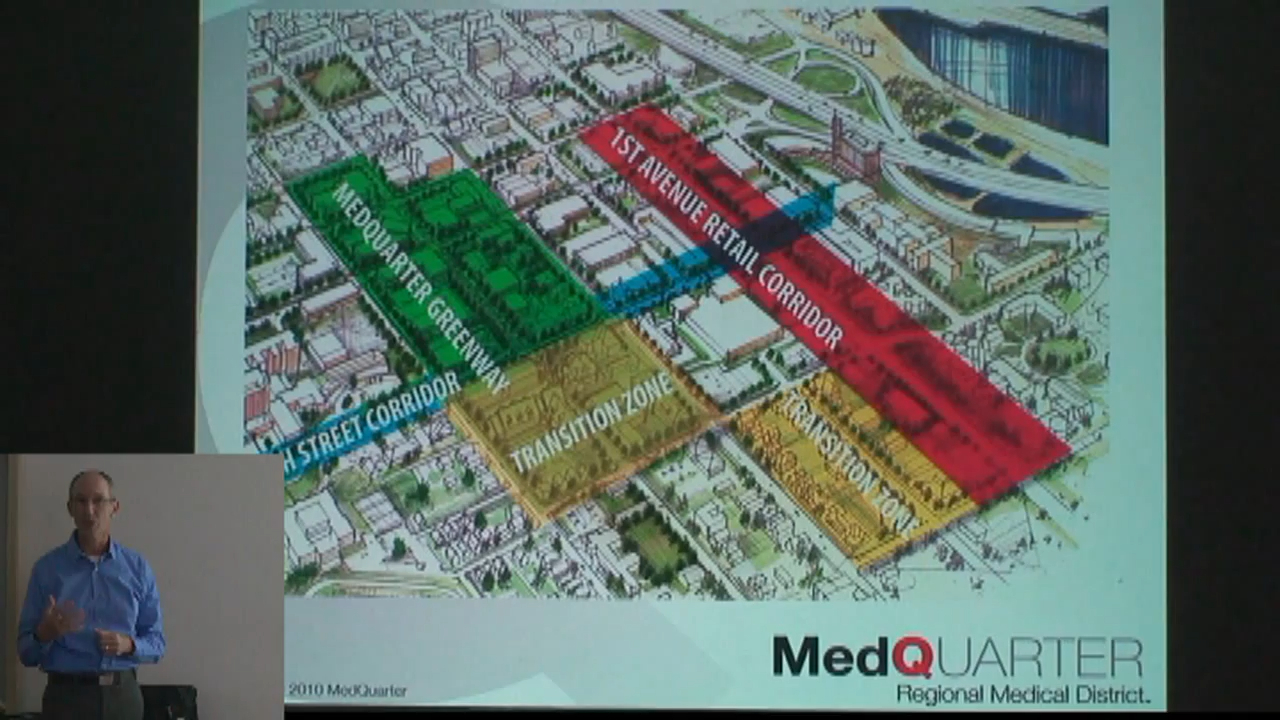 1ST AVENUE RETAIL CORRIDOR
MEDQUARTER GREENWAY
H STREET CORRIDOR
TRANSITION ZONE
TRANSITION ZONE
2010 MedQuarter
MedQUARTER
Regional Medical District